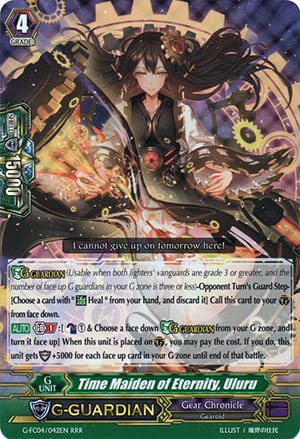 4
GRADE
15000
I cannot give up on tomorrow here!
G GUARDIAN (Usable when both fighters' vanguards are grade 3 or greater, and the
number of face up G guardians in your G zone is three or less)-Opponent's Turn's Guard Step-
[Choose a card with " Heal " from your hand, and discard it] Call this card to your G
from face down.
AUTO CB1 : [ & Choose a face down G GUARDIAN from your G zone, and
turn it face up] When this unit is placed on G, you may pay the cost. If you do, this
unit gets +5000 for each face up card in your G zone until end of that battle.
G
UNIT
Time Maiden of Eternity, Uluru
G-GUARDIAN
Gear Chronicle
Gearoid
G-FC04/042EN RRR
ILLUST / 魔界の住民